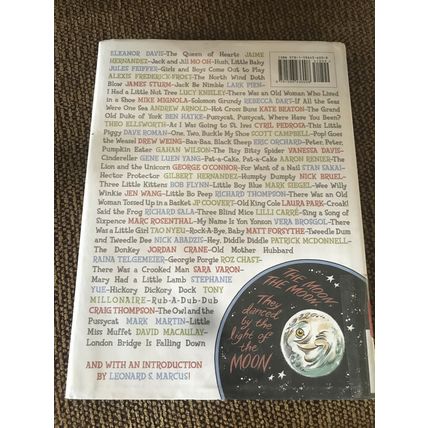 ELEANOR DAVIS–The Queen of Hearts JAIME
HERNANDEZ–Jack and Jill MO OH–Hush, Little Baby
JULES FEIFFER–Girls and Boys Come Out to Play
ALEXIS FREDERICK-FROST–The North Wind Doth
Blow JAMES STURM–Jack Be Nimble LARK PIEN–
I Had a Little Nut Tree LUCY KNISLEY–There Was an Old Woman Who Lived
in a Shoe MIKE MIGNOLA–Solomon Grundy REBECCA DART–If All the Seas
Were One Sea ANDREW ARNOLD–Hot Cross Buns KATE BEATON–The Grand
Old Duke of York BEN HATKE–Pussycat, Pussycat, Where Have You Been?
THEO ELLSWORTH–As I Was Going to St. Ives CYRIL PEDROSA–This Little
Piggy DAVE ROMAN–One, Two, Buckle My Shoe SCOTT CAMPBELL–Pop! Goes
the Weasel DREW WEING–Baa-Baa, Black Sheep ERIC ORCHARD–Peter, Peter,
Pumpkin Eater GAHAN WILSON–The Itsy Bitsy Spider VANESSA DAVIS–
Cinderella GENE LUEN YANG–Pat-a-Cake, Pat-a-Cake AARON RENIER–The
Lion and the Unicorn GEORGE O'CONNOR–For Want of a Nail STAN SAKAI–
Hector Protector GILBERT HERNANDEZ–Humpty Dumpty NICK BRUEL–
Three Little Kittens BOB FLYNN–Little Boy Blue MARK SIEGEL–Wee Willy
Winkie JEN WANG–Little Bo Peep RICHARD THOMPSON–There Was an Old
Woman Tossed Up in a Basket JP COOVERT–Old King Cole LAURA PARK–Croak!
Said the Frog RICHARD SALA–Three Blind Mice LILLI CARRÉ–Sing a Song of
Sixpence MARC ROSENTHAL–My Name Is Yon Yonson VERA BROSGOL–There
Was a Little Girl TAO NYEU–Rock-A-Bye, Baby MATT FORSYTHE–Tweedle Dum
and Tweedle Dee NICK ABADZIS–Hey, Diddle Diddle PATRICK MCDONNELL–
The Donkey JORDAN CRANE–Old Mother Hubbard
RAINA TELGEMEIER–Georgie Porgie ROZ CHAST–
There Was a Crooked Man SARA VARON–
Mary Had a Little Lamb STEPHANIE
YUE–Hickory Dickory Dock TONY
MILLIONAIRE–Rub-A-Dub-Dub
CRAIG THOMPSON–The Owl and the
Pussycat MARK MARTIN–Little
Miss Muffet DAVID MACAULAY–
London Bridge Is Falling Down
AND WITH AN INTRODUCTION
BY LEONARD S. MARCUS!
THE MOON,
THE MOON,
They danced
by the
light of
the
MOON.